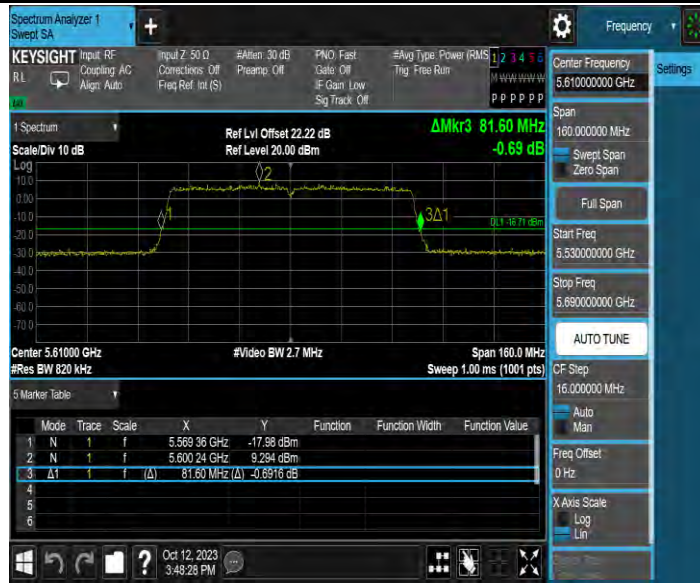 Spectrum Analyzer 1
Swept SA
+
Frequency
KEYSIGHT Input: RF Input Z: 50 Ω #Atten: 30 dB PNO: Fast #Avg Type: Power (RMS 1 2 3 4 5 6
RL Coupling: AC Corrections: Off Preamp: Off Gate: Off Trig: Free Run M W W W W W
Align: Auto Freq Ref: Int (S) IF Gain: Low
Sig Track: Off P P P P P P
Center Frequency
5.610000000 GHz
Settings
Span
160.000000 MHz
Swept Span
Zero Span
Full Span
Start Freq
5.530000000 GHz
Stop Freq
5.690000000 GHz
AUTO TUNE
CF Step
16.000000 MHz
Auto
Man
Freq Offset
0 Hz
X Axis Scale
Log
Lin
1 Spectrum
Ref Lvl Offset 22.22 dB ΔMkr3 81.60 MHz
Scale/Div 10 dB Ref Level 20.00 dBm -0.69 dB
Log
10.0
0.00
-10.0
-20.0
-30.0
-40.0
-50.0
-60.0
-70.0
1
2
3Δ1
DL1 -16.71 dBm
Center 5.61000 GHz #Video BW 2.7 MHz Span 160.0 MHz
#Res BW 820 kHz Sweep 1.00 ms (1001 pts)
5 Marker Table
Mode Trace Scale X Y Function Function Width Function Value
1 N 1 f 5.569 36 GHz -17.98 dBm
2 N 1 f 5.600 24 GHz 9.294 dBm
3 Δ1 1 f (Δ) 81.60 MHz (Δ) -0.6916 dB
4
5
6
?
Oct 12, 2023
3:48:28 PM